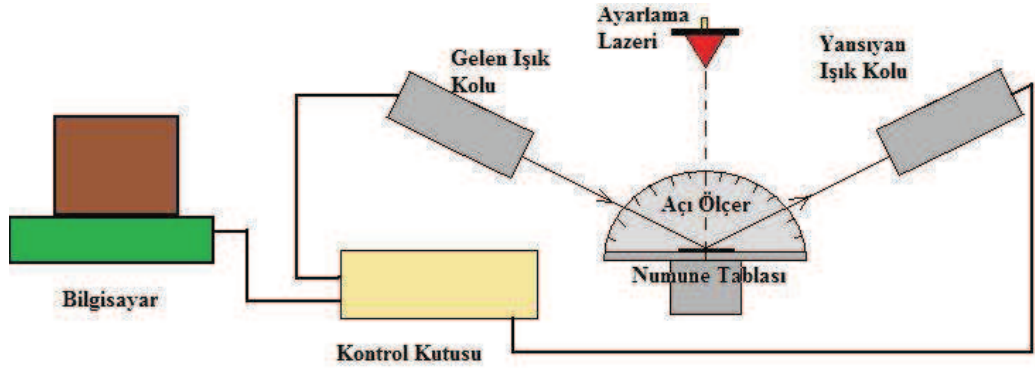 Ayarlama
Lazeri
Gelen Işık
Kolu
Yansıyan
Işık Kolu
Açı Ölçer
Numune Tablası
Bilgisayar
Kontrol Kutusu